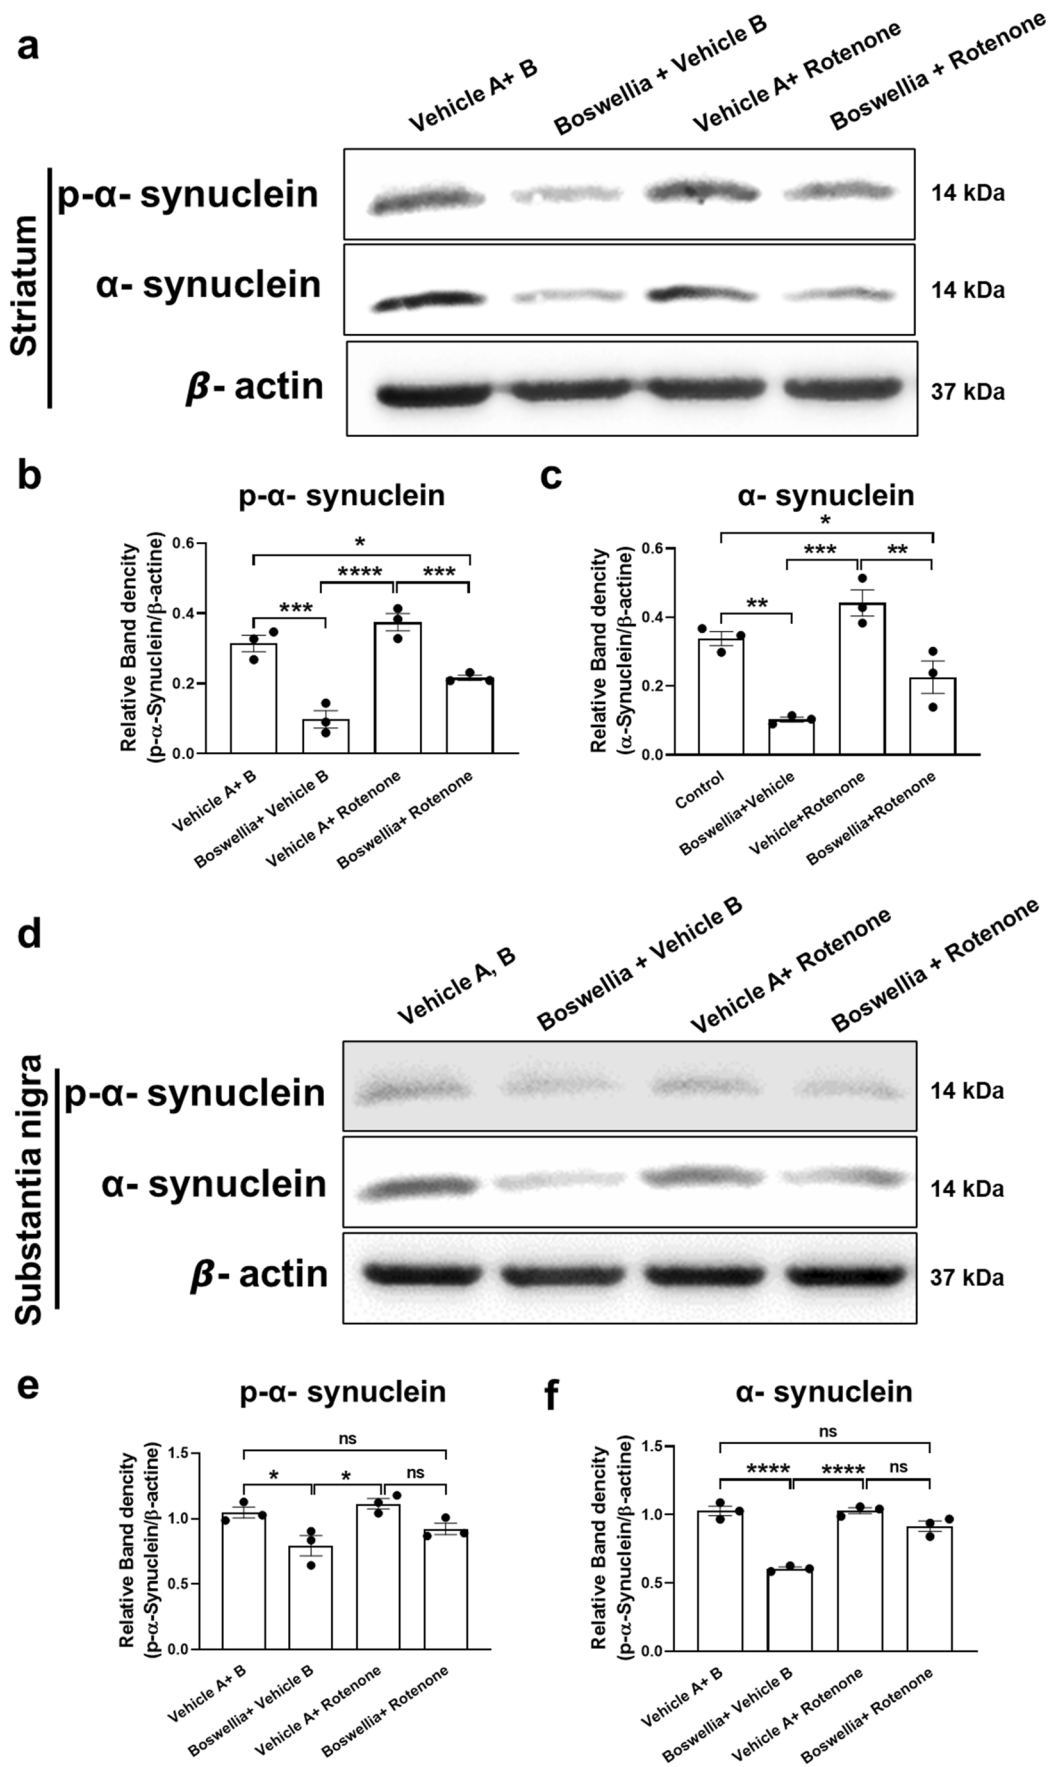 a
Vehicle A+ B
Boswellia + Vehicle B
Vehicle A+ Rotenone
Boswellia + Rotenone
Striatum
p-α- synuclein
14 kDa
α- synuclein
14 kDa
β- actin
37 kDa
b
p-α- synuclein
Relative Band dencity
(p-α-Synuclein/β-actine)
0.6
0.4
0.2
0.0
*
****
***
***
Vehicle A+ B
Boswellia+ Vehicle B
Vehicle A+ Rotenone
Boswellia+ Rotenone
c
α- synuclein
Relative Band dencity
(α-Synuclein/β-actine)
0.6
0.4
0.2
0.0
*
***
**
**
Control
Boswellia+Vehicle
Vehicle+Rotenone
Boswellia+Rotenone
d
Vehicle A, B
Boswellia + Vehicle B
Vehicle A+ Rotenone
Boswellia + Rotenone
Substantia nigra
p-α- synuclein
14 kDa
α- synuclein
14 kDa
β- actin
37 kDa
e
p-α- synuclein
Relative Band dencity
(p-α-Synuclein/β-actine)
1.5
1.0
0.5
0.0
ns
*
*
ns
Vehicle A+ B
Boswellia+ Vehicle B
Vehicle A+ Rotenone
Boswellia+ Rotenone
f
α- synuclein
Relative Band dencity
(p-α-Synuclein/β-actine)
1.5
1.0
0.5
0.0
ns
****
****
ns
Vehicle A+ B
Boswellia+ Vehicle B
Vehicle A+ Rotenone
Boswellia+ Rotenone